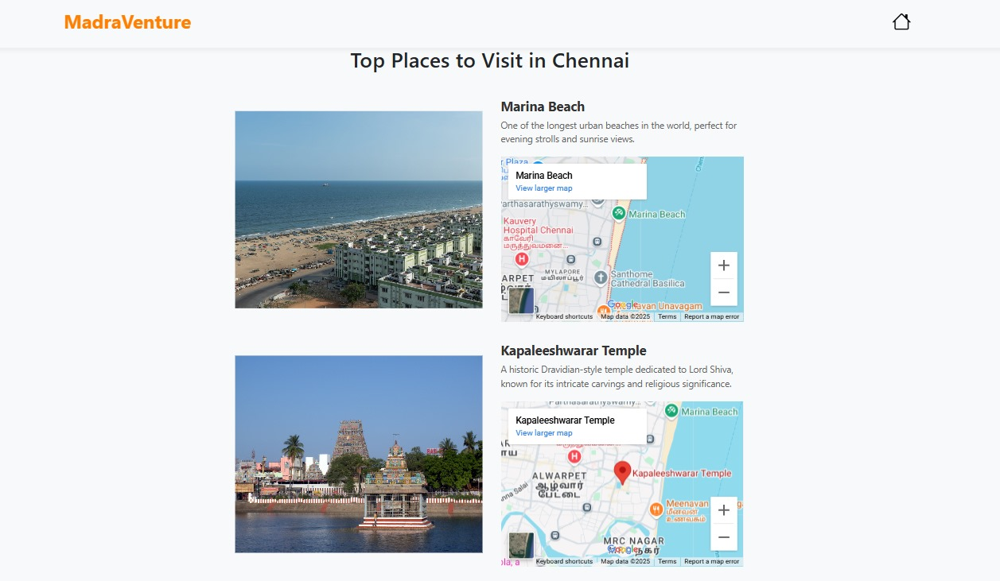 MadraVenture
Top Places to Visit in Chennai
Marina Beach
One of the longest urban beaches in the world, perfect for
evening strolls and sunrise views.
r Plaza
Marina Beach
View larger map
arthasarathyswamy...
Marina Beach
Kauvery
Hospital Chennai
காவேரி
மருத்துவமனை...
MYLAPORE
மயிலாப்பூர்
Santhome
Cathedral Basilica
ARPET
Google
Meenavan Unavagam
Keyboard shortcuts
Map data ©2025
Terms
Report a map error
Kapaleeshwarar Temple
A historic Dravidian-style temple dedicated to Lord Shiva,
known for its intricate carvings and religious significance.
Parthasarathyswamy...
Marina Beach
Kapaleeshwarar Temple
View larger map
ALWARPET
ஆழ்வார்
பேட்டை
Kapaleeshwarar Temple
nna Salai
Meenavan
மீனவன்
உணவகம்
MRC NAGAR
நகர்
Google
Keyboard shortcuts
Map data ©2025
Terms
Report a map error